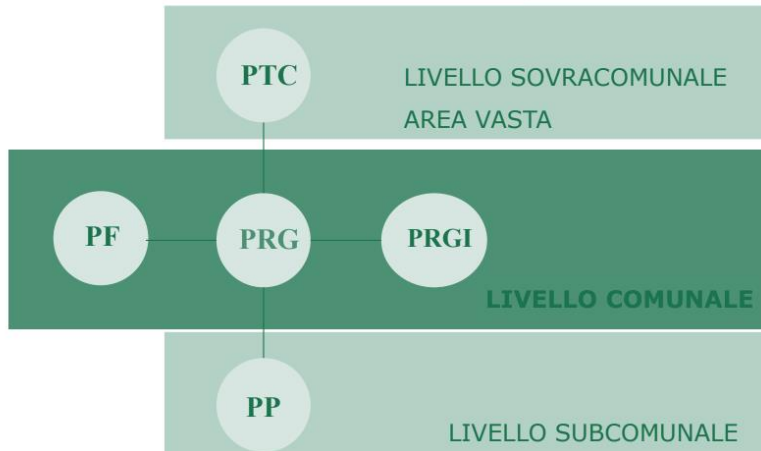 PTC
LIVELLO SOVRACOMUNALE
AREA VASTA
PF
PRG
PRGI
LIVELLO COMUNALE
PP
LIVELLO SUBCOMUNALE